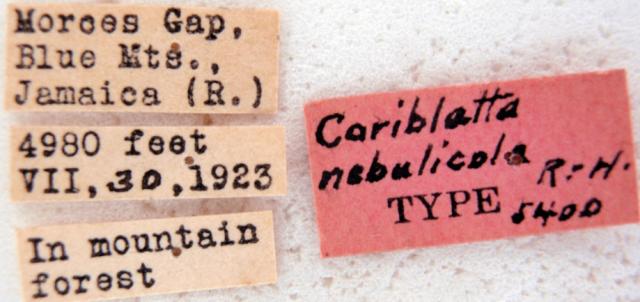 Morces Gap,
Blue Mts.,
Jamaica (R.)
4980 feet
VII,30,1923
In mountain
forest
Cariblatta
nebulicola R.-H.
TYPE 5400